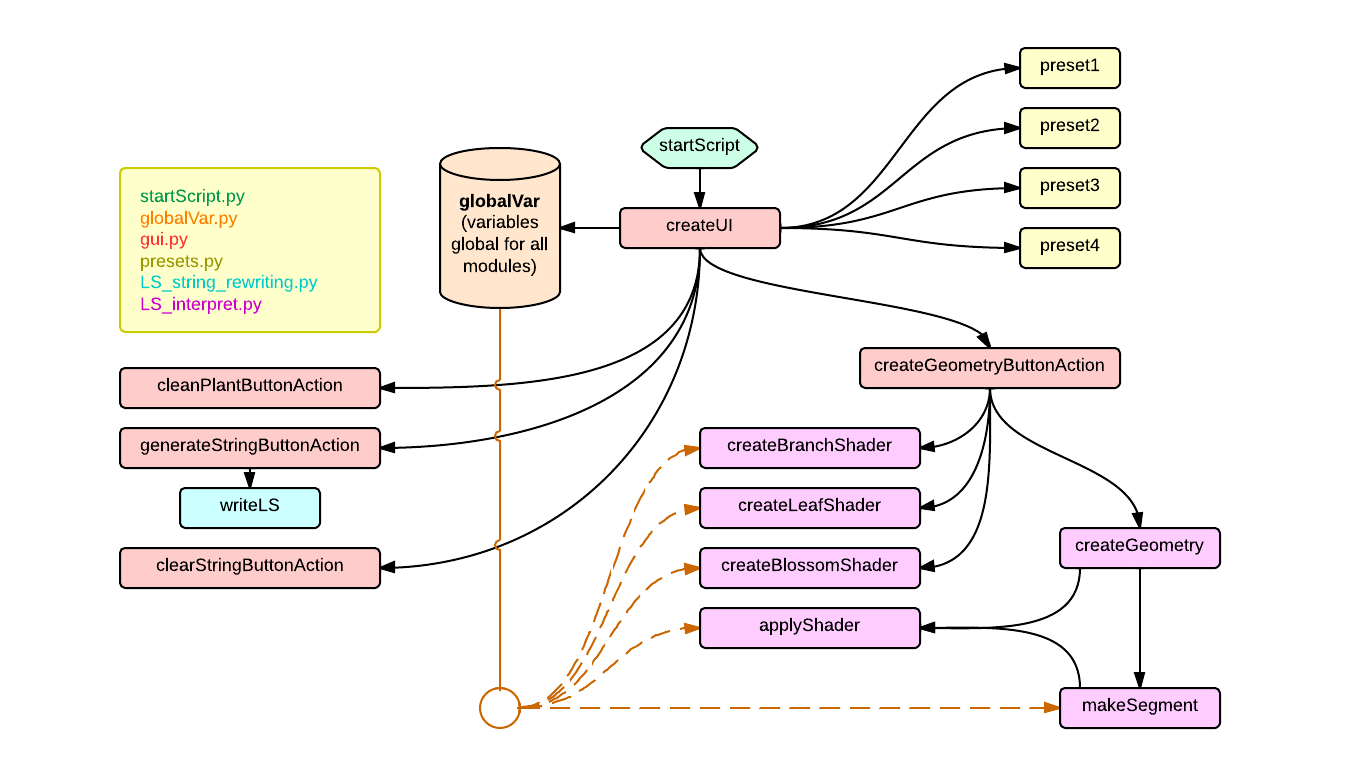 preset1
preset2
startScript
preset3
globalVar
(variables
global for all
modules)
createUI
preset4
startScript.py
globalVar.py
gui.py
presets.py
LS_string_rewriting.py
LS_interpret.py
cleanPlantButtonAction
createGeometryButtonAction
generateStringButtonAction
createBranchShader
writeLS
createLeafShader
createGeometry
clearStringButtonAction
createBlossomShader
applyShader
makeSegment